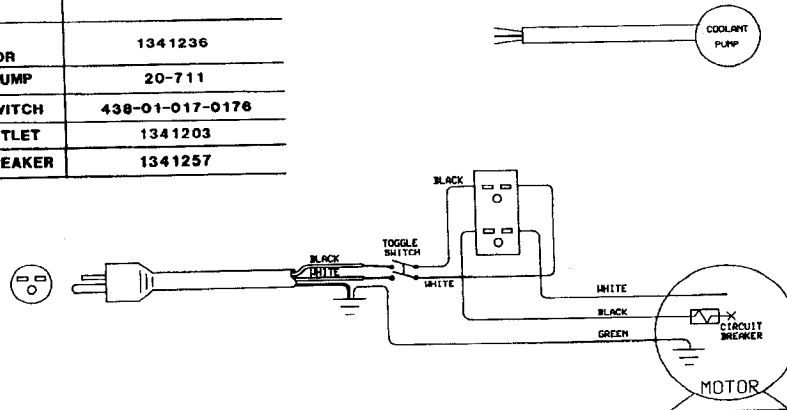 OR 1341236
UMP 20-711
VITCH 438-01-017-0176
TLET 1341203
EAKER 1341257
COOLANT
PUMP
BLACK
TOGGLE
SWITCH
BLACK
WHITE
WHITE
WHITE
BLACK
CIRCUIT
BREAKER
GREEN
MOTOR